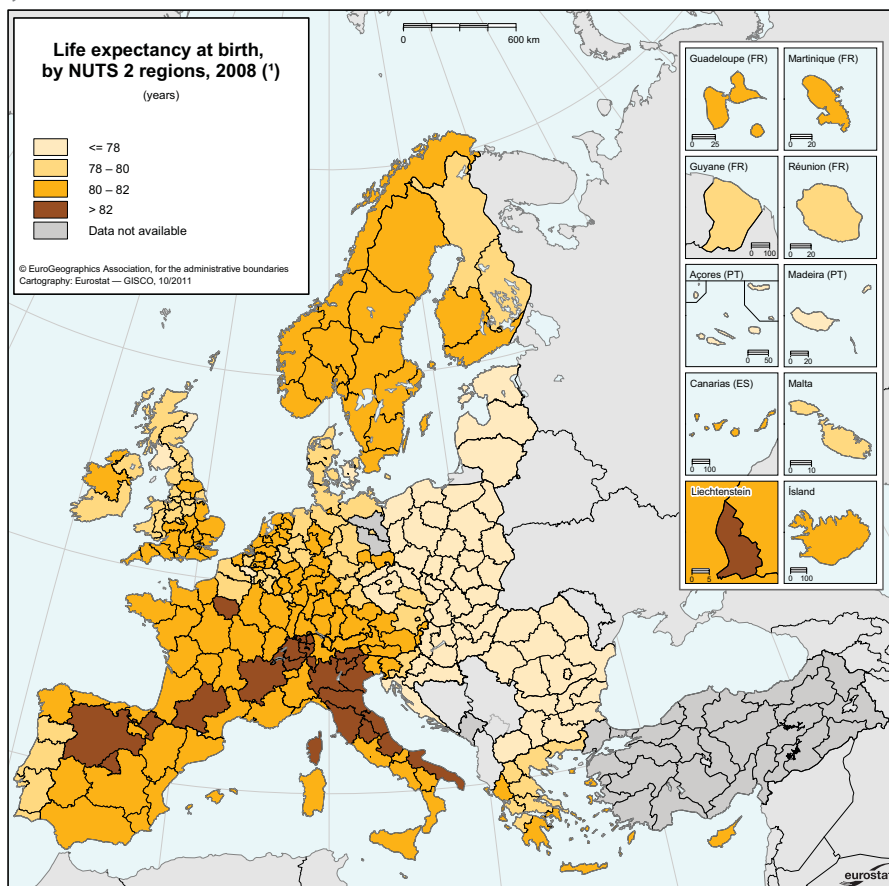 Life expectancy at birth,
by NUTS 2 regions, 2008 (¹)
(years)
<= 78
78 – 80
80 – 82
> 82
Data not available
© EuroGeographics Association, for the administrative boundaries
Cartography: Eurostat — GISCO, 10/2011
0 600 km
Guadeloupe (FR)
0 25
Martinique (FR)
0 20
Guyane (FR)
0 100
Réunion (FR)
0 20
Açores (PT)
0 50
Madeira (PT)
0 20
Canarias (ES)
0 100
Malta
0 10
Liechtenstein
0 5
Ísland
0 100
eurostat